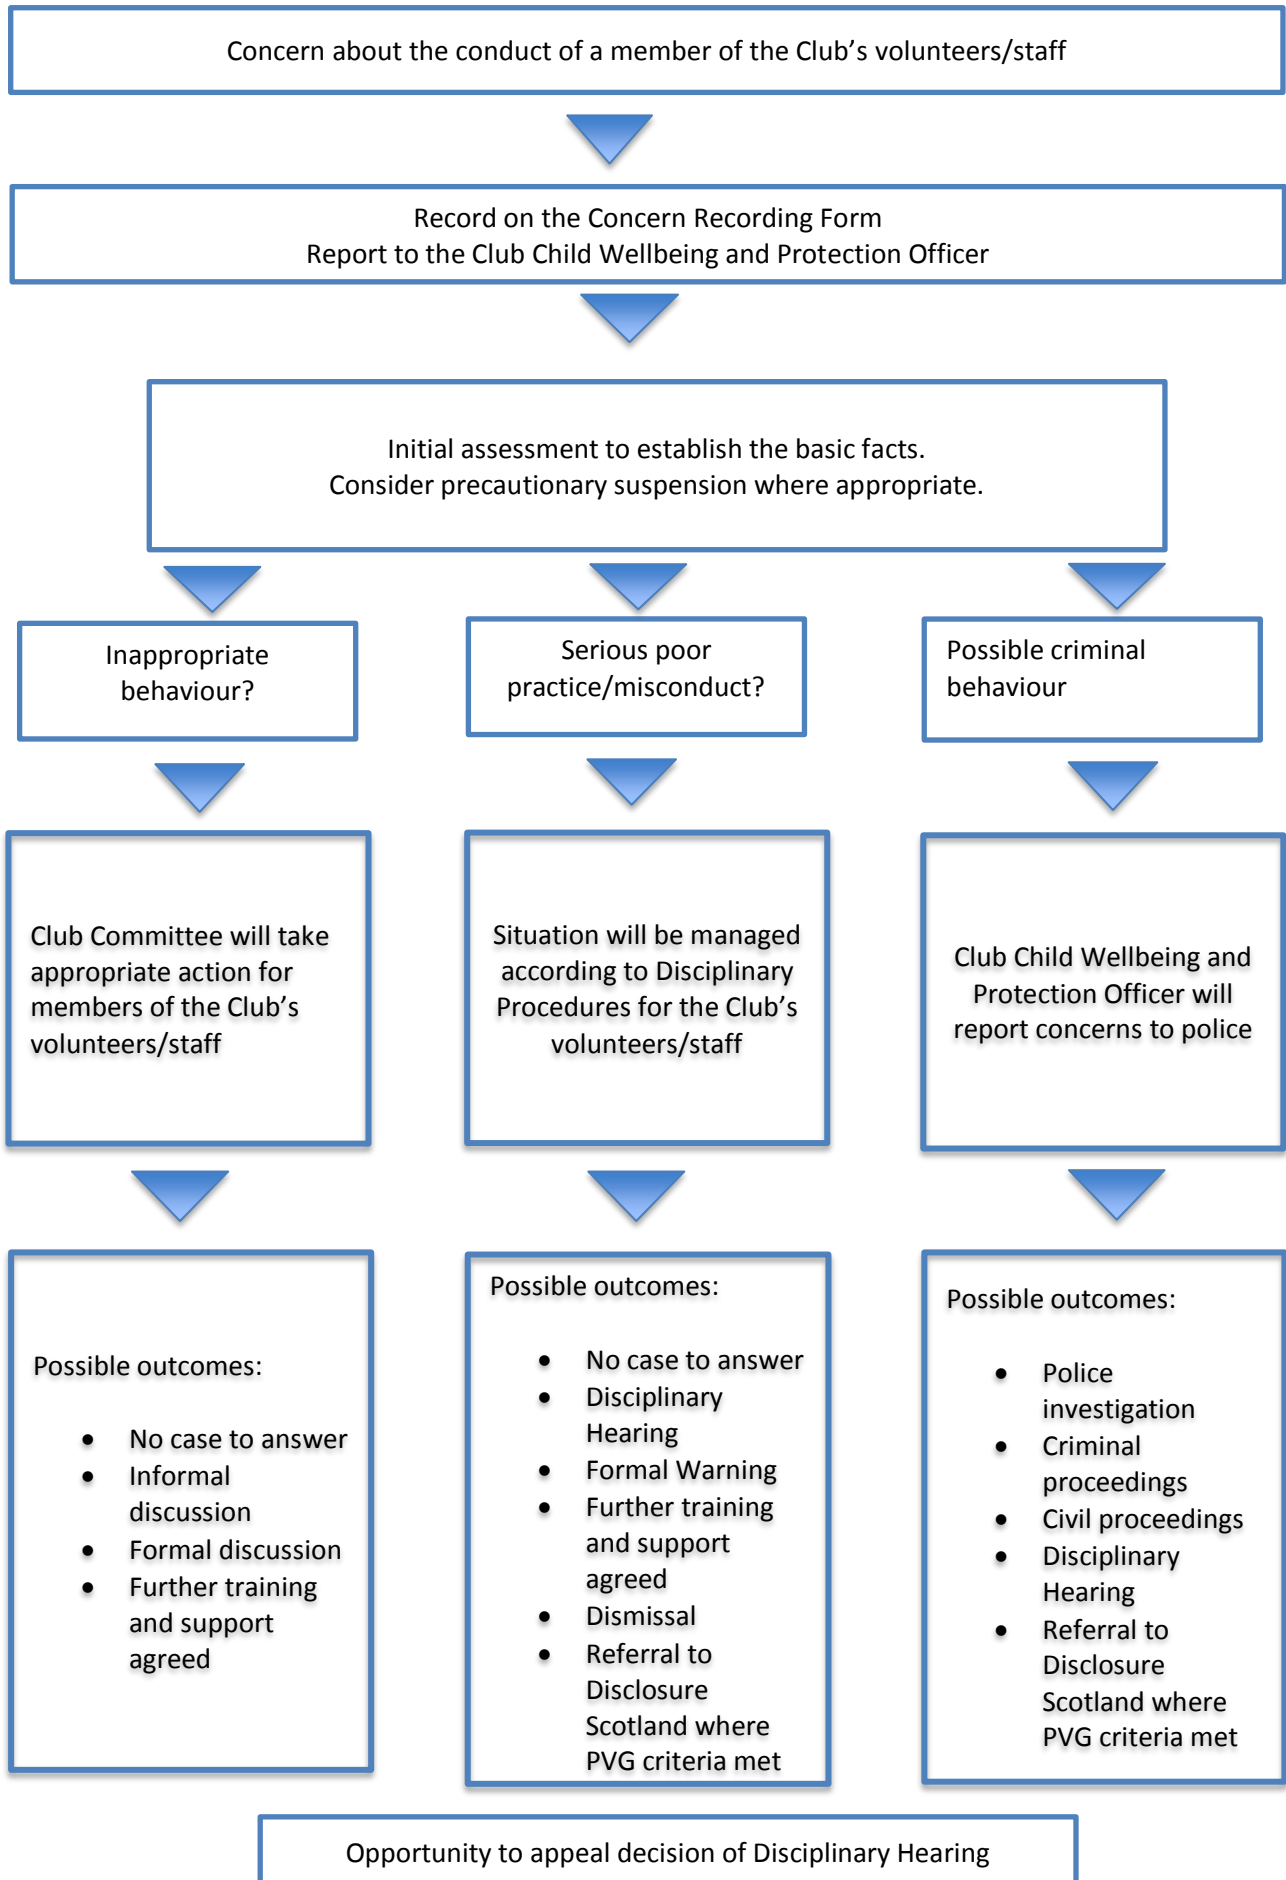 Concern about the conduct of a member of the Club’s volunteers/staff
Record on the Concern Recording Form
Report to the Club Child Wellbeing and Protection Officer
Initial assessment to establish the basic facts.
Consider precautionary suspension where appropriate.
Inappropriate
behaviour?
Serious poor
practice/misconduct?
Possible criminal
behaviour
Club Committee will take
appropriate action for
members of the Club’s
volunteers/staff
Situation will be managed
according to Disciplinary
Procedures for the Club’s
volunteers/staff
Club Child Wellbeing and
Protection Officer will
report concerns to police
Possible outcomes:
• No case to answer
• Informal
discussion
• Formal discussion
• Further training
and support
agreed
Possible outcomes:
• No case to answer
• Disciplinary
Hearing
• Formal Warning
• Further training
and support
agreed
• Dismissal
• Referral to
Disclosure
Scotland where
PVG criteria met
Possible outcomes:
• Police
investigation
• Criminal
proceedings
• Civil proceedings
• Disciplinary
Hearing
• Referral to
Disclosure
Scotland where
PVG criteria met
Opportunity to appeal decision of Disciplinary Hearing